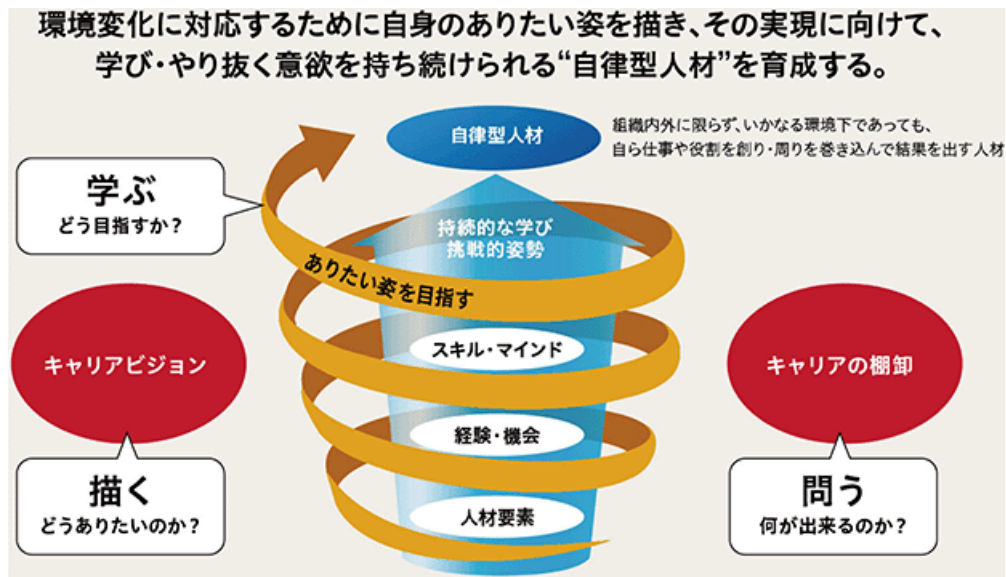 環境変化に対応するために自身のありたい姿を描き、その実現に向けて、
学び・やり抜く意欲を持ち続けられる“自律型人材”を育成する。
自律型人材
組織内外に限らず、いかなる環境下であっても、
自ら仕事や役割を創り・周りを巻き込んで結果を出す人材
学ぶ
どう目指すか？
持続的な学び
挑戦的姿勢
ありたい姿を目指す
スキル・マインド
キャリアビジョン
キャリアの棚卸
経験・機会
描く
どうありたいのか？
問う
何が出来るのか？
人材要素